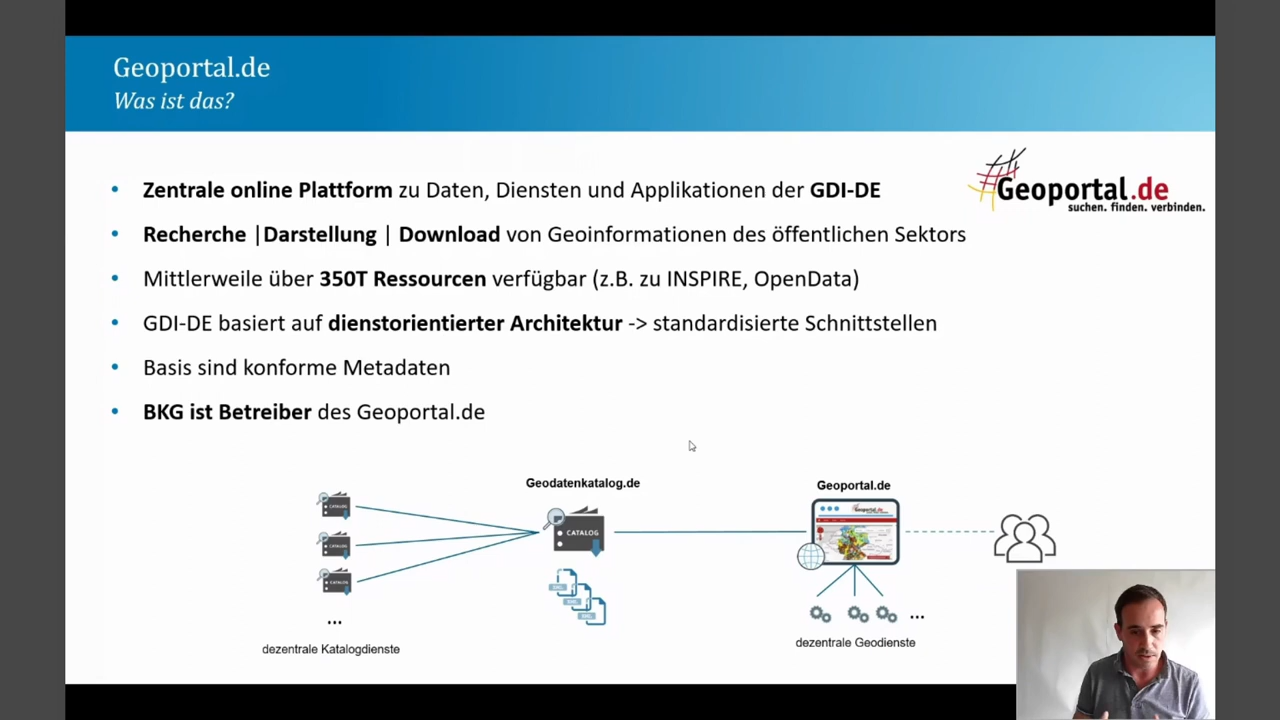 Geoportal.de
Was ist das?
• Zentrale online Plattform zu Daten, Diensten und Applikationen der GDI-DE
Geoportal.de
suchen. finden. verbinden.
• Recherche |Darstellung | Download von Geoinformationen des öffentlichen Sektors
• Mittlerweile über 350T Ressourcen verfügbar (z.B. zu INSPIRE, OpenData)
• GDI-DE basiert auf dienstorientierter Architektur -> standardisierte Schnittstellen
• Basis sind konforme Metadaten
• BKG ist Betreiber des Geoportal.de
Geodatenkatalog.de
Geoportal.de
CATALOG
CATALOG
CATALOG
CATALOG
...
...
dezentrale Katalogdienste
dezentrale Geodienste